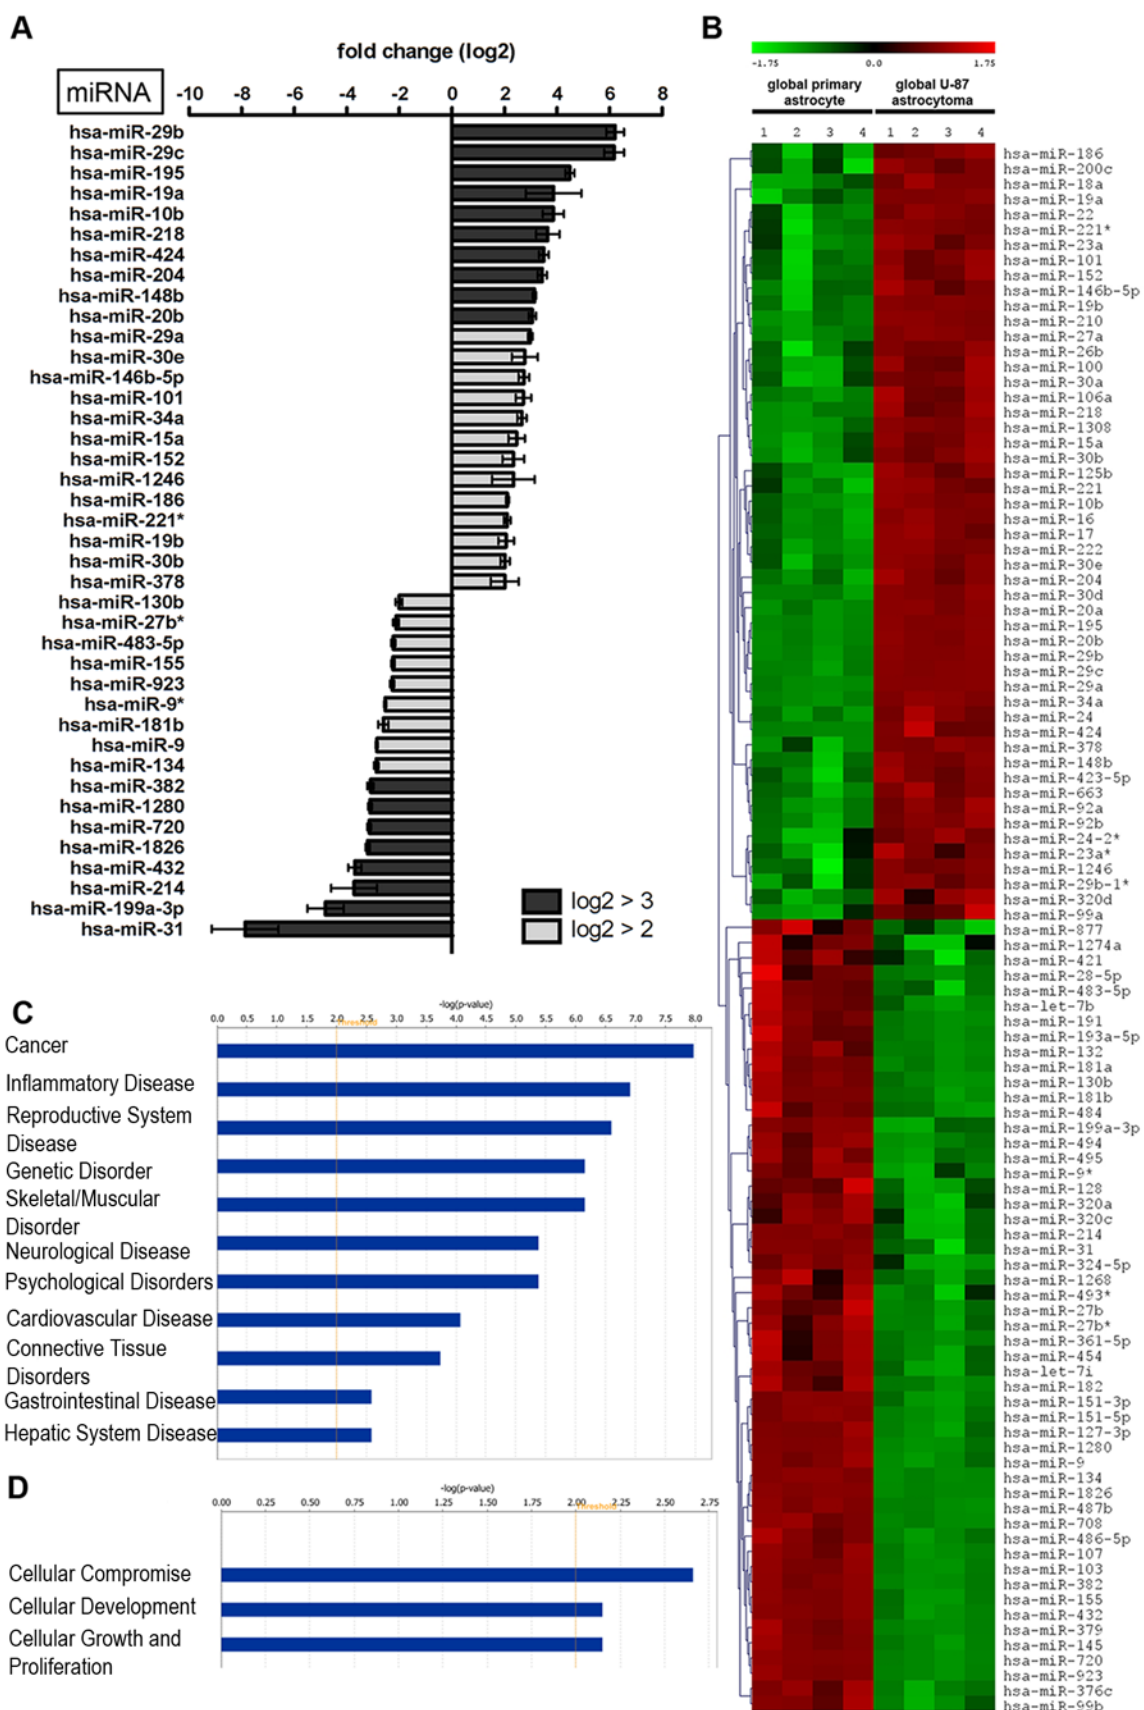 A
fold change (log2)
miRNA
-10 -8 -6 -4 -2 0 2 4 6 8
hsa-miR-29b
hsa-miR-29c
hsa-miR-195
hsa-miR-19a
hsa-miR-10b
hsa-miR-218
hsa-miR-424
hsa-miR-204
hsa-miR-148b
hsa-miR-20b
hsa-miR-29a
hsa-miR-30e
hsa-miR-146b-5p
hsa-miR-101
hsa-miR-34a
hsa-miR-15a
hsa-miR-152
hsa-miR-1246
hsa-miR-186
hsa-miR-221*
hsa-miR-19b
hsa-miR-30b
hsa-miR-378
hsa-miR-130b
hsa-miR-27b*
hsa-miR-483-5p
hsa-miR-155
hsa-miR-923
hsa-miR-9*
hsa-miR-181b
hsa-miR-9
hsa-miR-134
hsa-miR-382
hsa-miR-1280
hsa-miR-720
hsa-miR-1826
hsa-miR-432
hsa-miR-214
hsa-miR-199a-3p
hsa-miR-31
log2 > 3
log2 > 2
B
-1.75 0.0 1.75
global primary astrocyte
global U-87 astrocytoma
1 2 3 4 1 2 3 4
hsa-miR-186
hsa-miR-200c
hsa-miR-18a
hsa-miR-19a
hsa-miR-22
hsa-miR-221*
hsa-miR-23a
hsa-miR-101
hsa-miR-152
hsa-miR-146b-5p
hsa-miR-19b
hsa-miR-210
hsa-miR-27a
hsa-miR-26b
hsa-miR-100
hsa-miR-30a
hsa-miR-106a
hsa-miR-218
hsa-miR-1308
hsa-miR-15a
hsa-miR-30b
hsa-miR-125b
hsa-miR-221
hsa-miR-10b
hsa-miR-16
hsa-miR-17
hsa-miR-222
hsa-miR-30e
hsa-miR-204
hsa-miR-30d
hsa-miR-20a
hsa-miR-195
hsa-miR-20b
hsa-miR-29b
hsa-miR-29c
hsa-miR-29a
hsa-miR-34a
hsa-miR-24
hsa-miR-424
hsa-miR-378
hsa-miR-148b
hsa-miR-423-5p
hsa-miR-663
hsa-miR-92a
hsa-miR-92b
hsa-miR-24-2*
hsa-miR-23a*
hsa-miR-1246
hsa-miR-29b-1*
hsa-miR-320d
hsa-miR-99a
hsa-miR-877
hsa-miR-1274a
hsa-miR-421
hsa-miR-28-5p
hsa-miR-483-5p
hsa-let-7b
hsa-miR-191
hsa-miR-193a-5p
hsa-miR-132
hsa-miR-181a
hsa-miR-130b
hsa-miR-181b
hsa-miR-484
hsa-miR-199a-3p
hsa-miR-494
hsa-miR-495
hsa-miR-9*
hsa-miR-128
hsa-miR-320a
hsa-miR-320c
hsa-miR-214
hsa-miR-31
hsa-miR-324-5p
hsa-miR-1268
hsa-miR-493*
hsa-miR-27b
hsa-miR-27b*
hsa-miR-361-5p
hsa-miR-454
hsa-let-7i
hsa-miR-182
hsa-miR-151-3p
hsa-miR-151-5p
hsa-miR-127-3p
hsa-miR-1280
hsa-miR-9
hsa-miR-134
hsa-miR-1826
hsa-miR-487b
hsa-miR-708
hsa-miR-486-5p
hsa-miR-107
hsa-miR-103
hsa-miR-382
hsa-miR-155
hsa-miR-432
hsa-miR-379
hsa-miR-145
hsa-miR-720
hsa-miR-923
hsa-miR-376c
hsa-miR-99b
C
-log(p-value)
0.0 0.5 1.0 1.5 2.0 2.5 3.0 3.5 4.0 4.5 5.0 5.5 6.0 6.5 7.0 7.5 8.0
Threshold
Cancer
Inflammatory Disease
Reproductive System
Disease
Genetic Disorder
Skeletal/Muscular
Disorder
Neurological Disease
Psychological Disorders
Cardiovascular Disease
Connective Tissue
Disorders
Gastrointestinal Disease
Hepatic System Disease
D
-log(p-value)
0.00 0.25 0.50 0.75 1.00 1.25 1.50 1.75 2.00 2.25 2.50 2.75
Threshold
Cellular Compromise
Cellular Development
Cellular Growth and
Proliferation